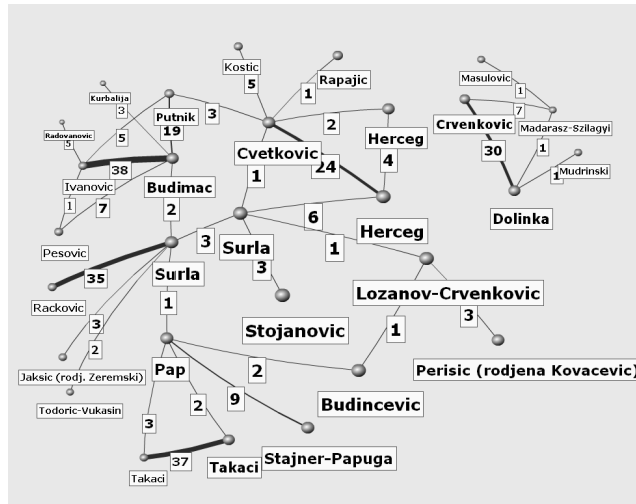 Kostic
Rapajic
Masulovic
Kurbalija
3
5
1
1
7
Radovanovic
5
5
Putnik
19
3
2
Herceg
Crvenkovic
Madarasz-Szilagyi
Cvetkovic
30
1
38
24
4
1
Mudrinski
Ivanovic
1
7
Budimac
1
2
Dolinka
6
Pesovic
3
Surla
1
Herceg
35
Surla
3
Rackovic
1
Lozanov-Crvenkovic
3
2
Stojanovic
1
3
Jaksic (rodj. Zeremski)
Pap
2
Perisic (rodjena Kovacevic)
Todoric-Vukasin
2
9
Budincevic
3
37
Takaci
Stajner-Papuga
Takaci